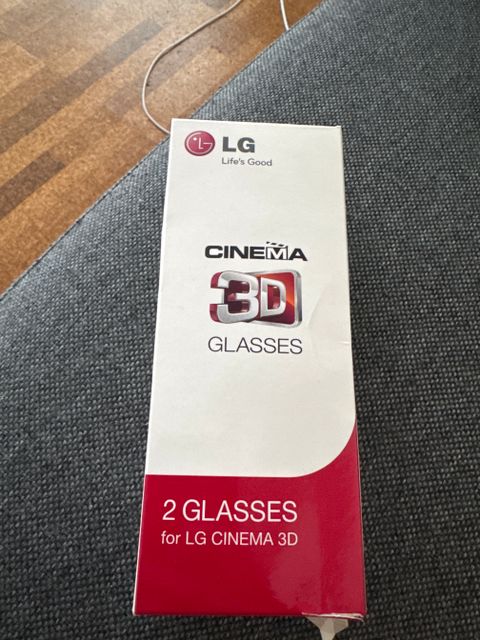 LG
Life's Good
CINEMA
3D
GLASSES
2 GLASSES
for LG CINEMA 3D